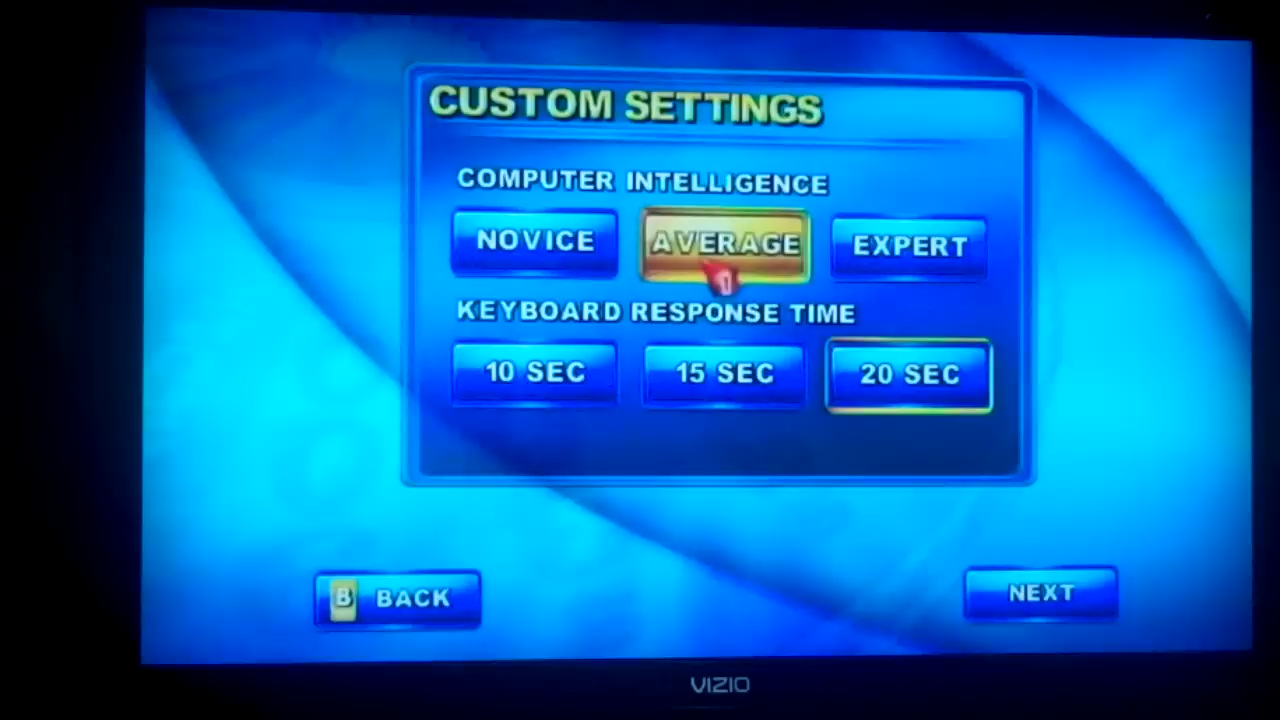 CUSTOM SETTINGS
COMPUTER INTELLIGENCE
NOVICE AVERAGE EXPERT
KEYBOARD RESPONSE TIME
10 SEC 15 SEC 20 SEC
B BACK NEXT
VIZIO